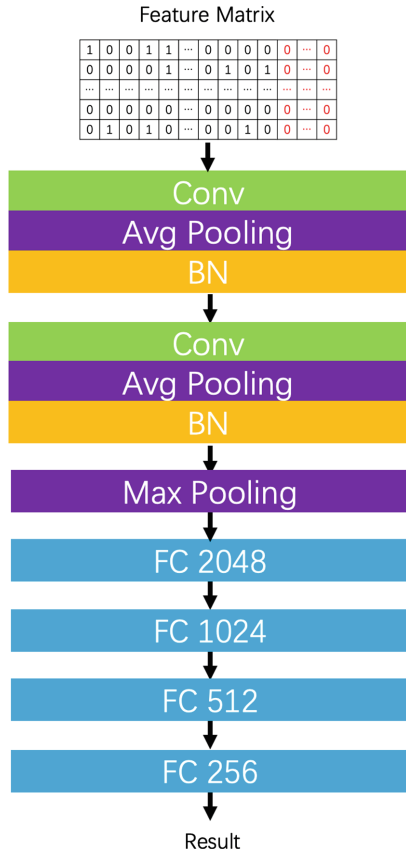 Feature Matrix
1 0 0 1 1 ... 0 0 0 0 0 ... 0
0 0 0 0 1 ... 0 1 0 1 0 ... 0
... ... ... ... ... ... ... ... ... ... ... ... ...
0 0 0 0 0 ... 0 0 0 0 0 ... 0
0 1 0 1 0 ... 0 0 1 0 0 ... 0
Conv
Avg Pooling
BN
Conv
Avg Pooling
BN
Max Pooling
FC 2048
FC 1024
FC 512
FC 256
Result